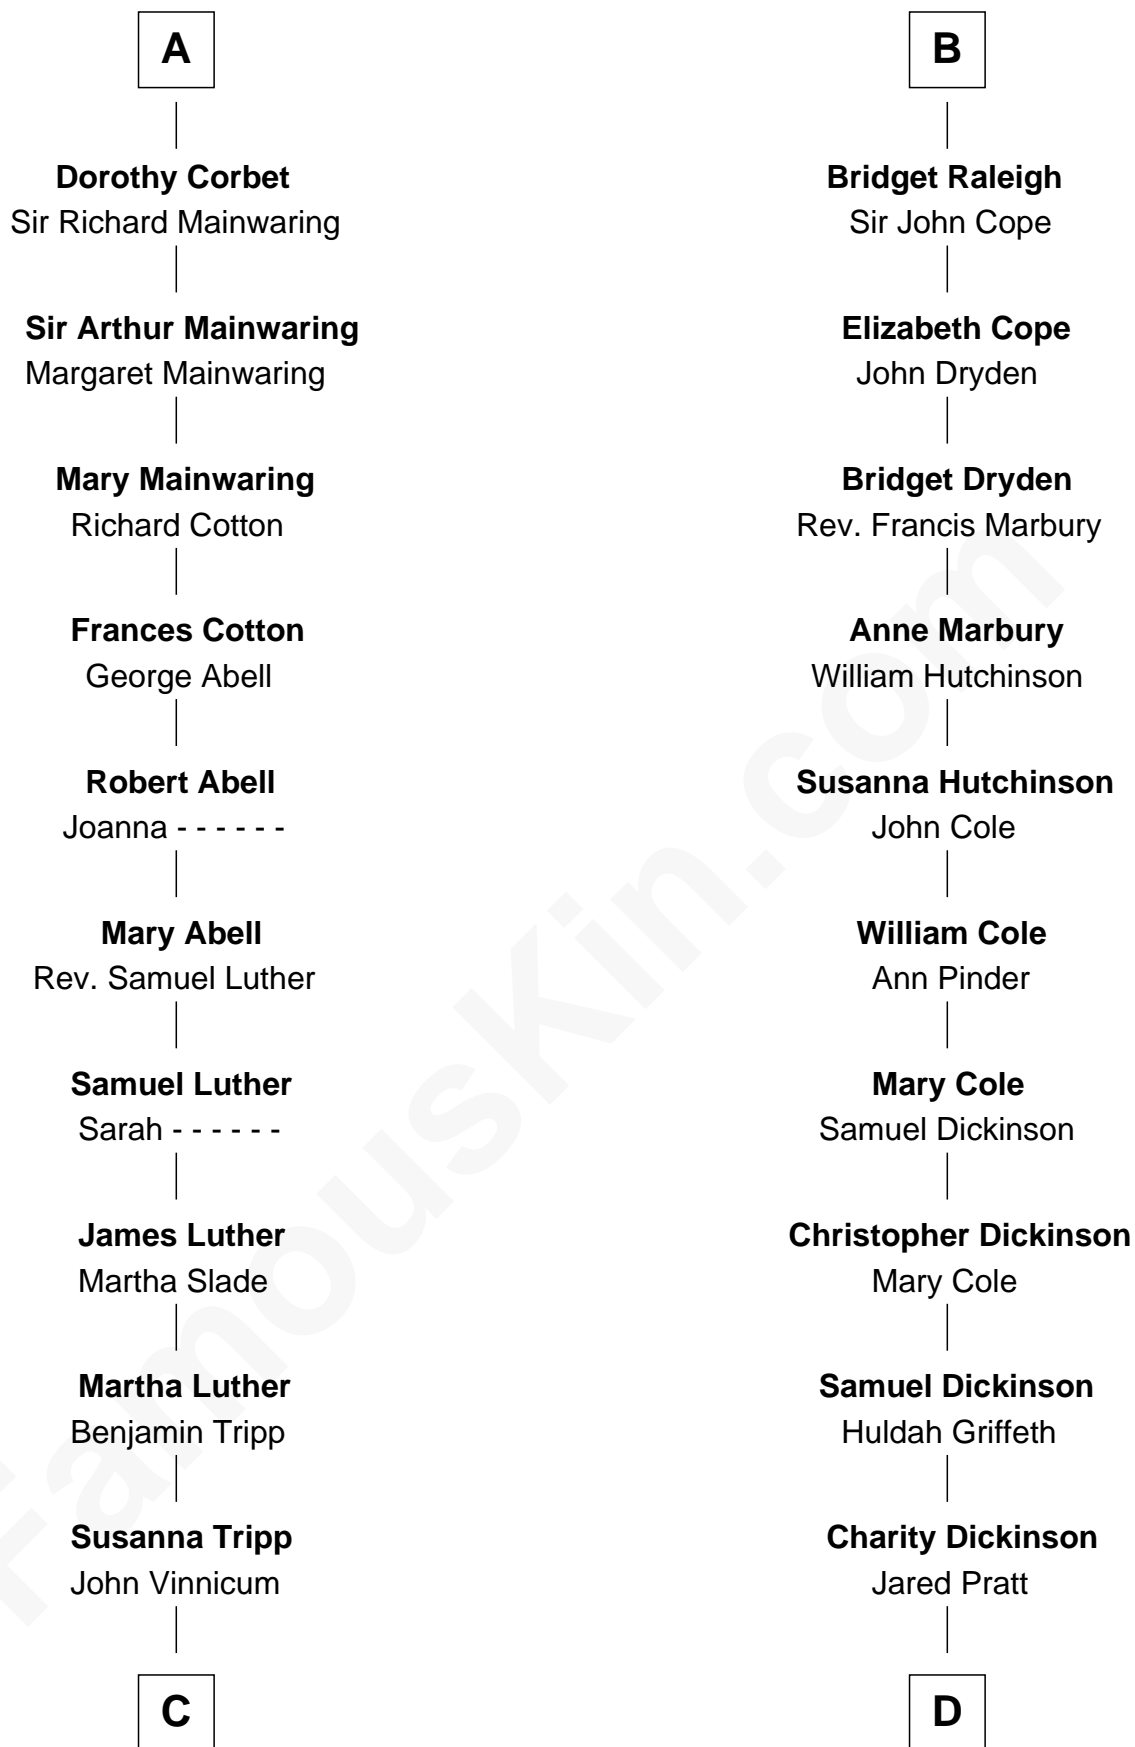 A
Dorothy Corbet
Sir Richard Mainwaring
Sir Arthur Mainwaring
Margaret Mainwaring
Mary Mainwaring
Richard Cotton
Frances Cotton
George Abell
Robert Abell
Joanna - - - - - -
Mary Abell
Rev. Samuel Luther
Samuel Luther
Sarah - - - - - -
James Luther
Martha Slade
Martha Luther
Benjamin Tripp
Susanna Tripp
John Vinnicum
C
B
Bridget Raleigh
Sir John Cope
Elizabeth Cope
John Dryden
Bridget Dryden
Rev. Francis Marbury
Anne Marbury
William Hutchinson
Susanna Hutchinson
John Cole
William Cole
Ann Pinder
Mary Cole
Samuel Dickinson
Christopher Dickinson
Mary Cole
Samuel Dickinson
Huldah Griffeth
Charity Dickinson
Jared Pratt
D
FamousKin.com